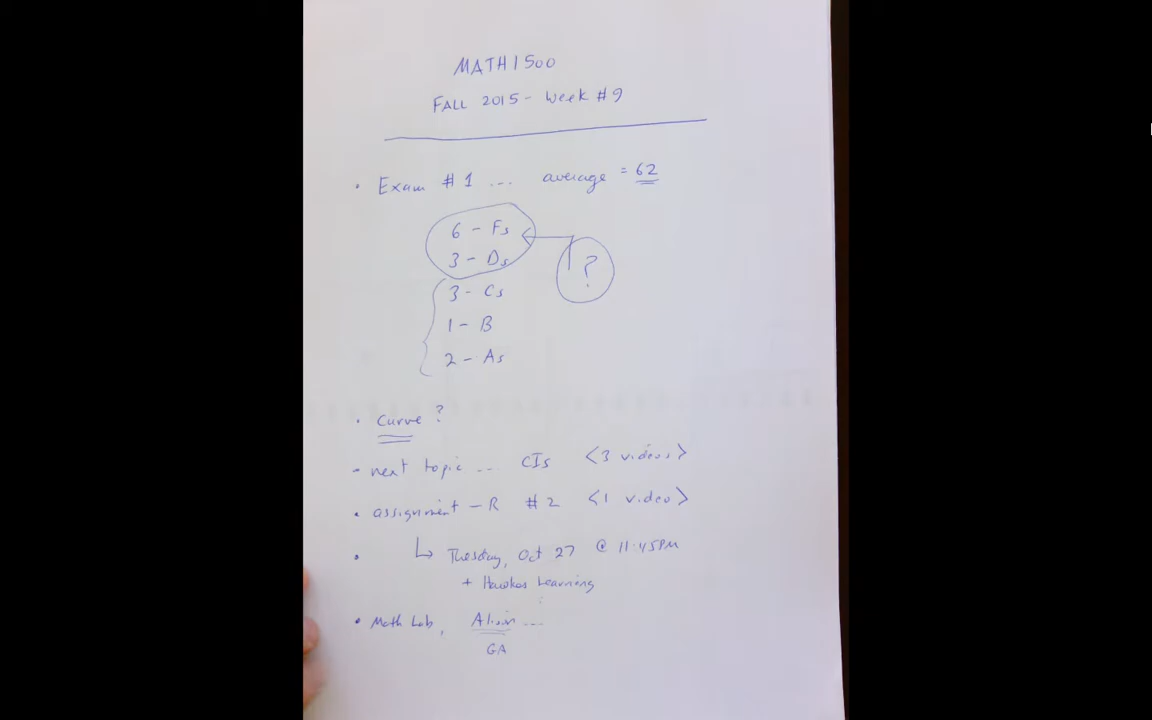 MATH1500
FALL 2015 - Week #9
• Exam #1 ... average = 62
6 - Fs
3 - Ds
?
3 - Cs
1 - B
2 - As
• Curve ?
- next topic ... CIs <3 videos>
• assignment - R #2 <1 video>
• ↳ Tuesday, Oct 27 @ 11:45PM
+ Hawkes Learning
• Math Lab, Alisin ...
GA